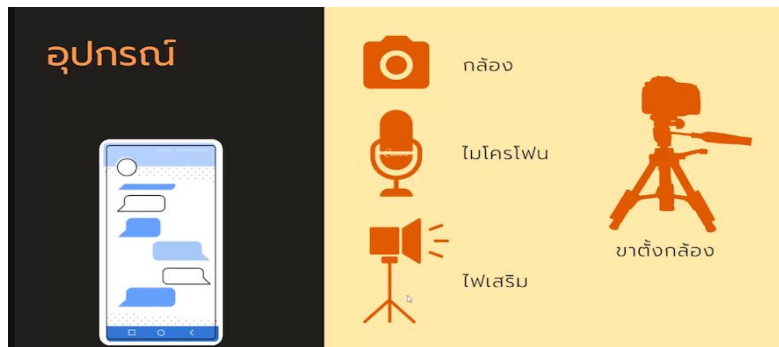 อุปกรณ์
กล้อง
ไมโครโฟน
ไฟเสริม
ขาตั้งกล้อง